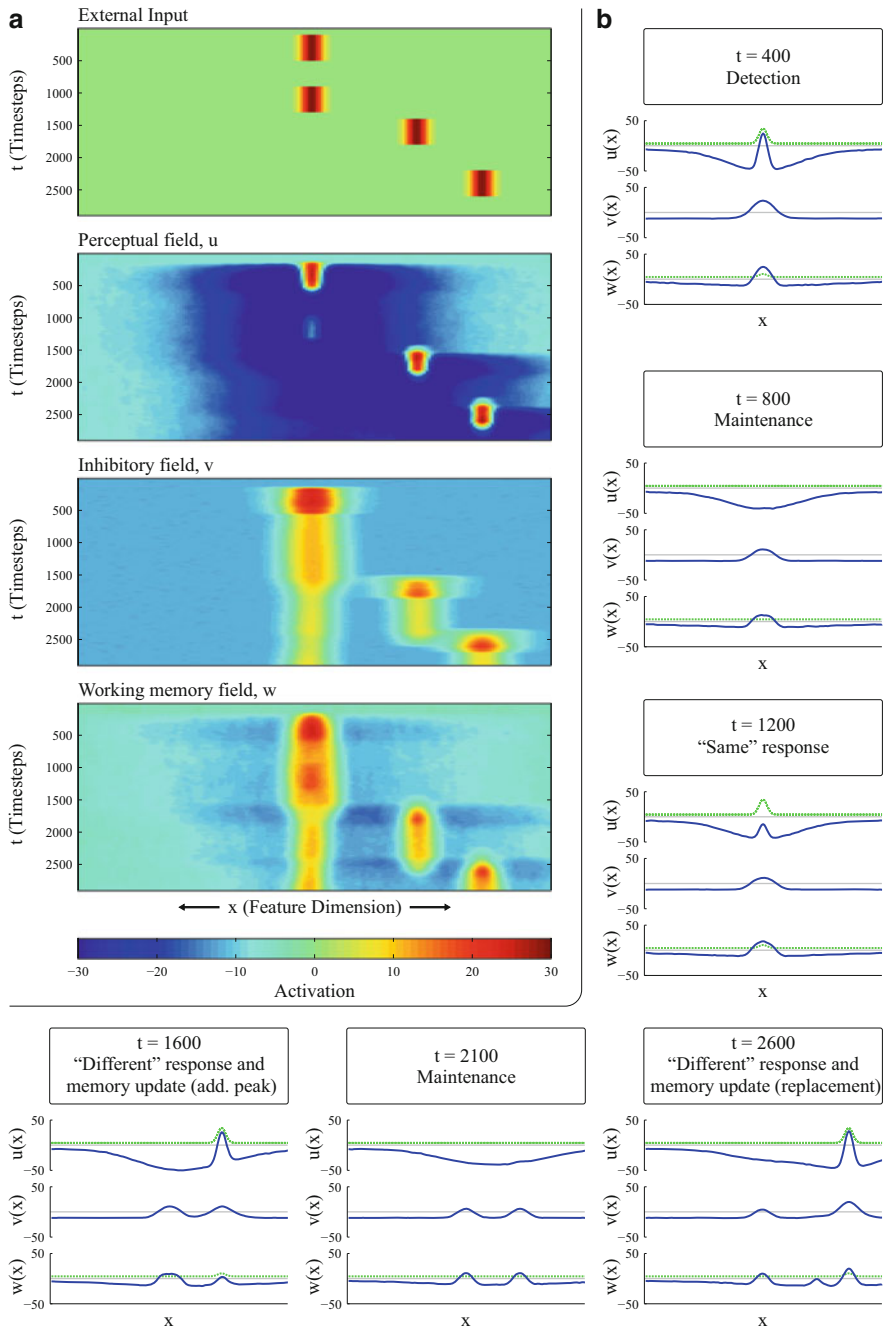 a
External Input
500
1000
1500
2000
2500
t (Timesteps)
Perceptual field, u
500
1000
1500
2000
2500
t (Timesteps)
Inhibitory field, v
500
1000
1500
2000
2500
t (Timesteps)
Working memory field, w
500
1000
1500
2000
2500
t (Timesteps)
x (Feature Dimension)
−30 −20 −10 0 10 20 30
Activation
b
t = 400
Detection
50
u(x)
−50
50
v(x)
−50
50
w(x)
−50
x
t = 800
Maintenance
50
u(x)
−50
50
v(x)
−50
50
w(x)
−50
x
t = 1200
“Same” response
50
u(x)
−50
50
v(x)
−50
50
w(x)
−50
x
t = 1600
“Different” response and
memory update (add. peak)
50
u(x)
−50
50
v(x)
−50
50
w(x)
−50
x
t = 2100
Maintenance
50
u(x)
−50
50
v(x)
−50
50
w(x)
−50
x
t = 2600
“Different” response and
memory update (replacement)
50
u(x)
−50
50
v(x)
−50
50
w(x)
−50
x